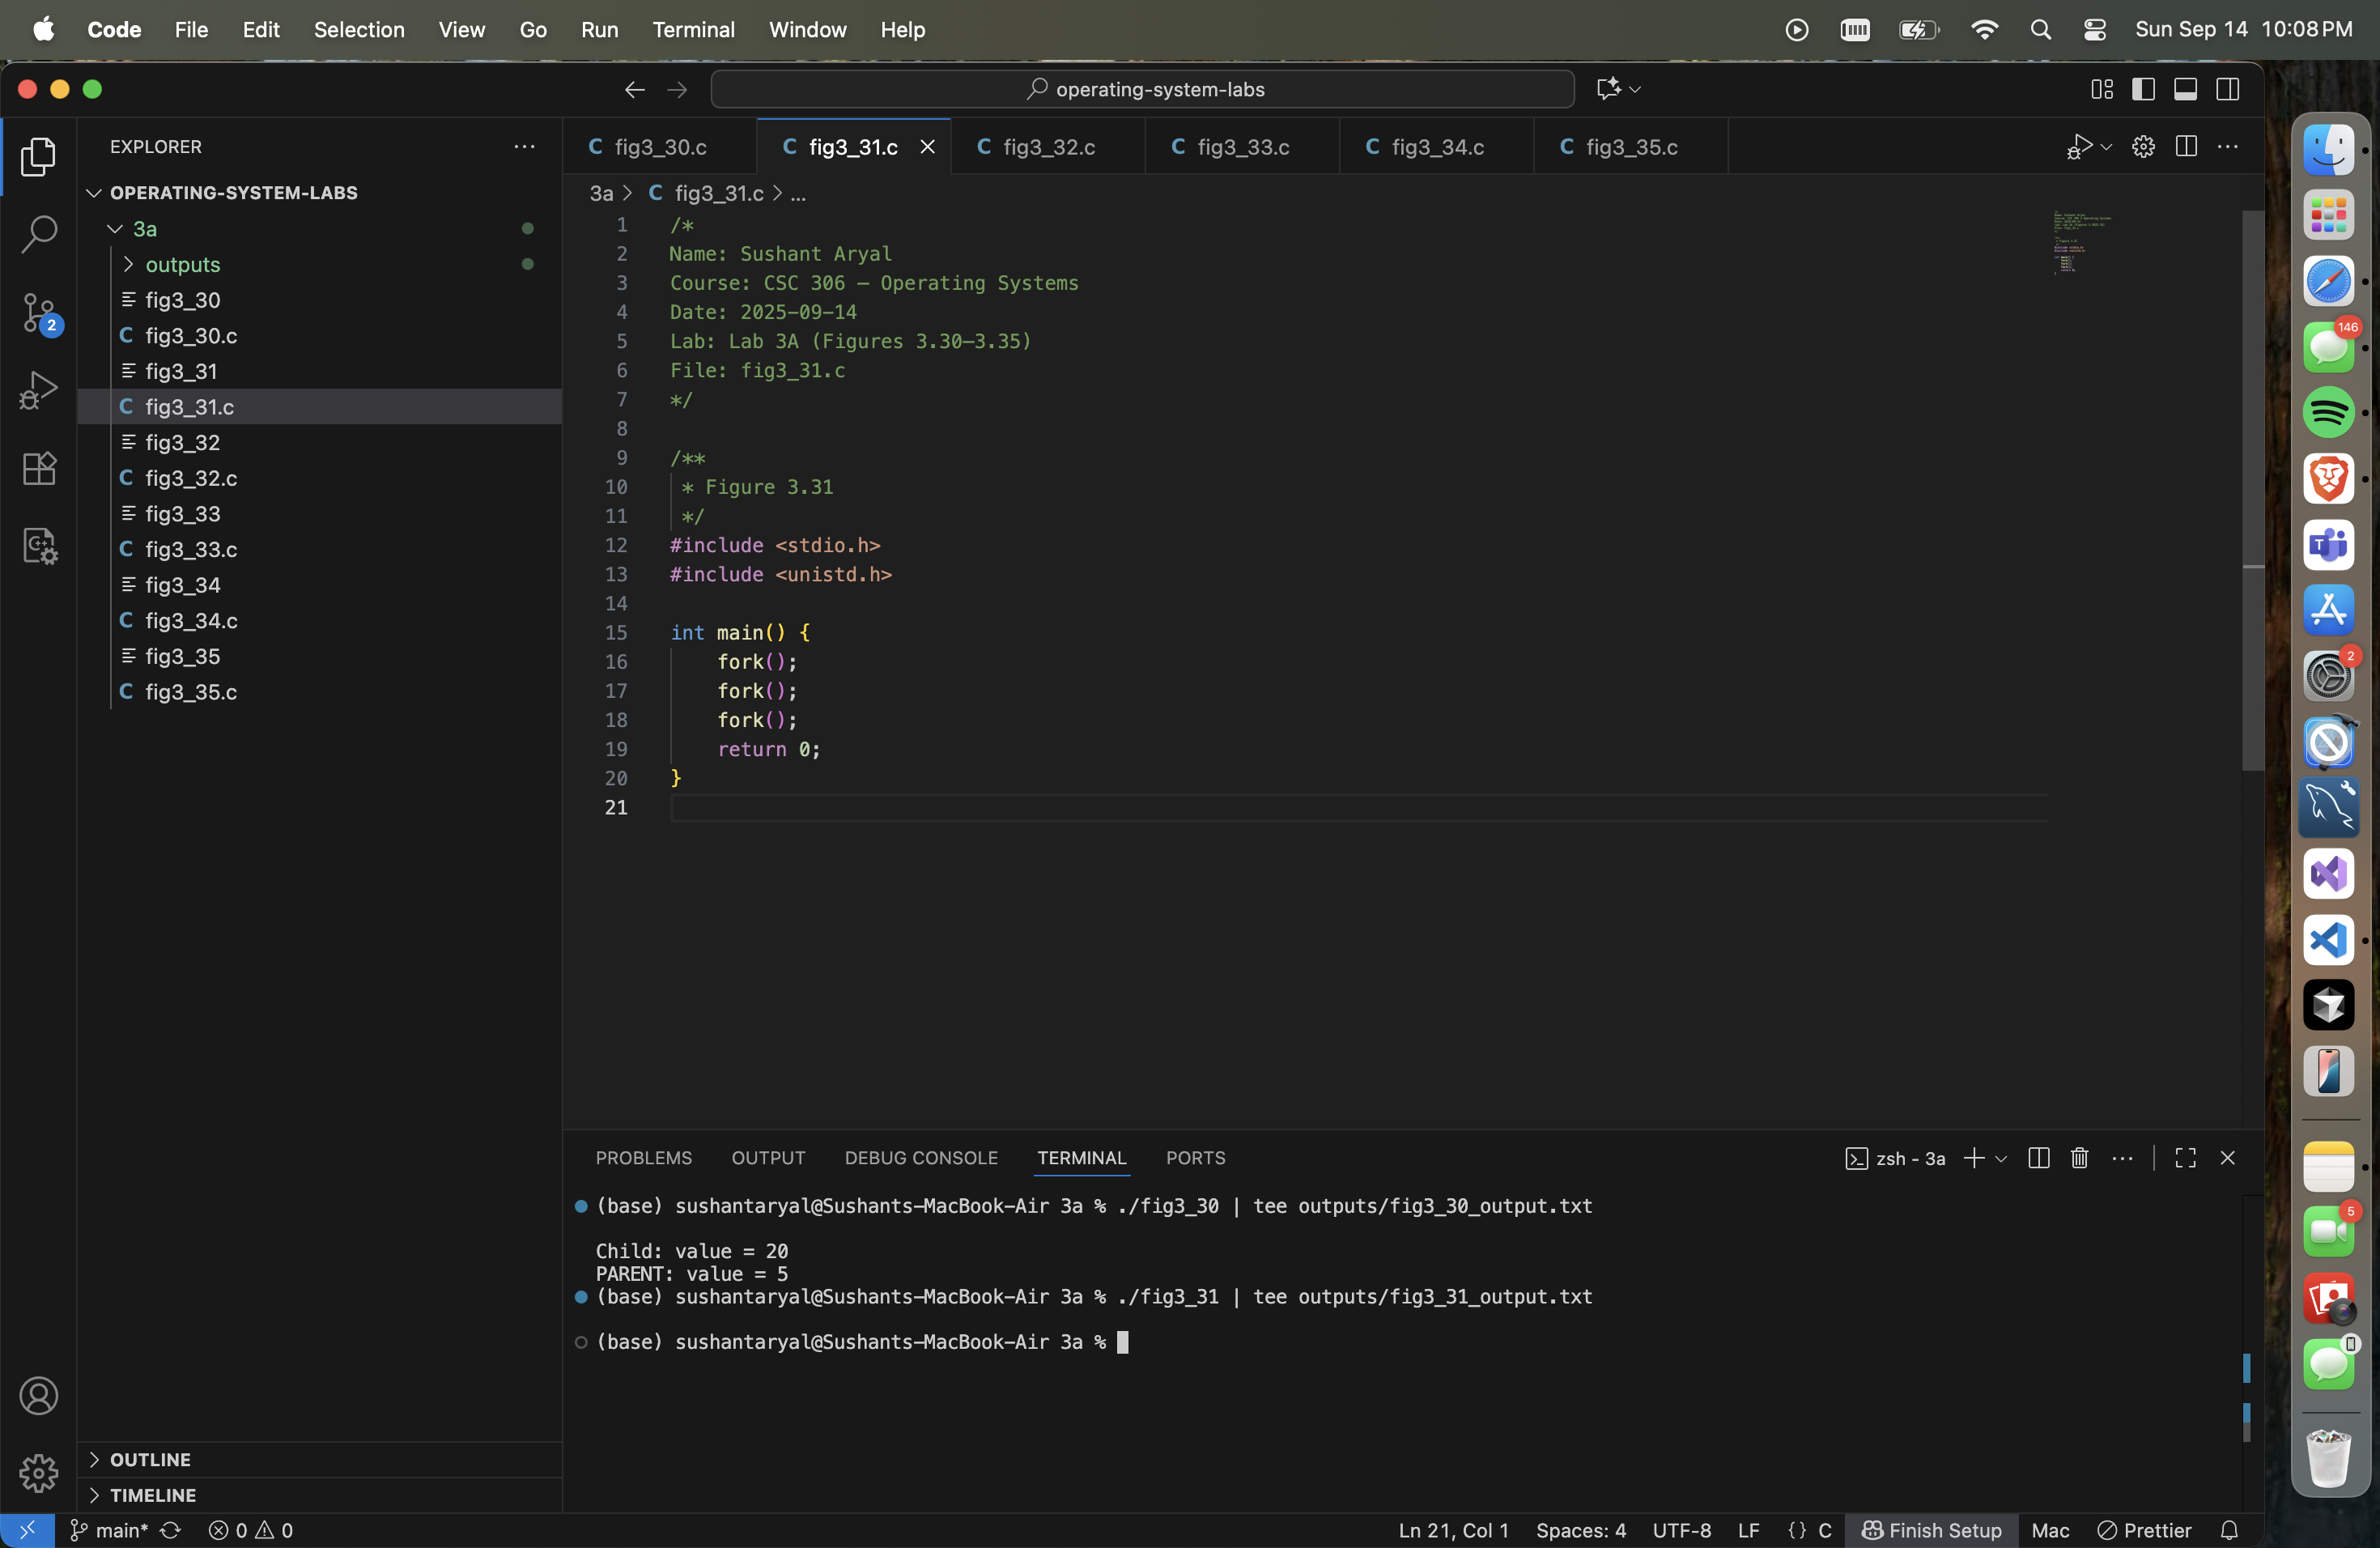 Code File Edit Selection View Go Run Terminal Window Help Sun Sep 14 10:08 PM
operating-system-labs
EXPLORER
OPERATING-SYSTEM-LABS
3a
outputs
fig3_30
C fig3_30.c
fig3_31
C fig3_31.c
fig3_32
C fig3_32.c
fig3_33
C fig3_33.c
fig3_34
C fig3_34.c
fig3_35
C fig3_35.c
2
OUTLINE
TIMELINE
C fig3_30.c C fig3_31.c C fig3_32.c C fig3_33.c C fig3_34.c C fig3_35.c
3a > C fig3_31.c > ...
1 /*
2 Name: Sushant Aryal
3 Course: CSC 306 – Operating Systems
4 Date: 2025-09-14
5 Lab: Lab 3A (Figures 3.30–3.35)
6 File: fig3_31.c
7 */
8
9 /**
10 * Figure 3.31
11 */
12 #include <stdio.h>
13 #include <unistd.h>
14
15 int main() {
16 fork();
17 fork();
18 fork();
19 return 0;
20 }
21
PROBLEMS OUTPUT DEBUG CONSOLE TERMINAL PORTS zsh - 3a
(base) sushantaryal@Sushants-MacBook-Air 3a % ./fig3_30 | tee outputs/fig3_30_output.txt
Child: value = 20
PARENT: value = 5
(base) sushantaryal@Sushants-MacBook-Air 3a % ./fig3_31 | tee outputs/fig3_31_output.txt
(base) sushantaryal@Sushants-MacBook-Air 3a %
main* 0 0 Ln 21, Col 1 Spaces: 4 UTF-8 LF {} C Finish Setup Mac Prettier
146
2
5